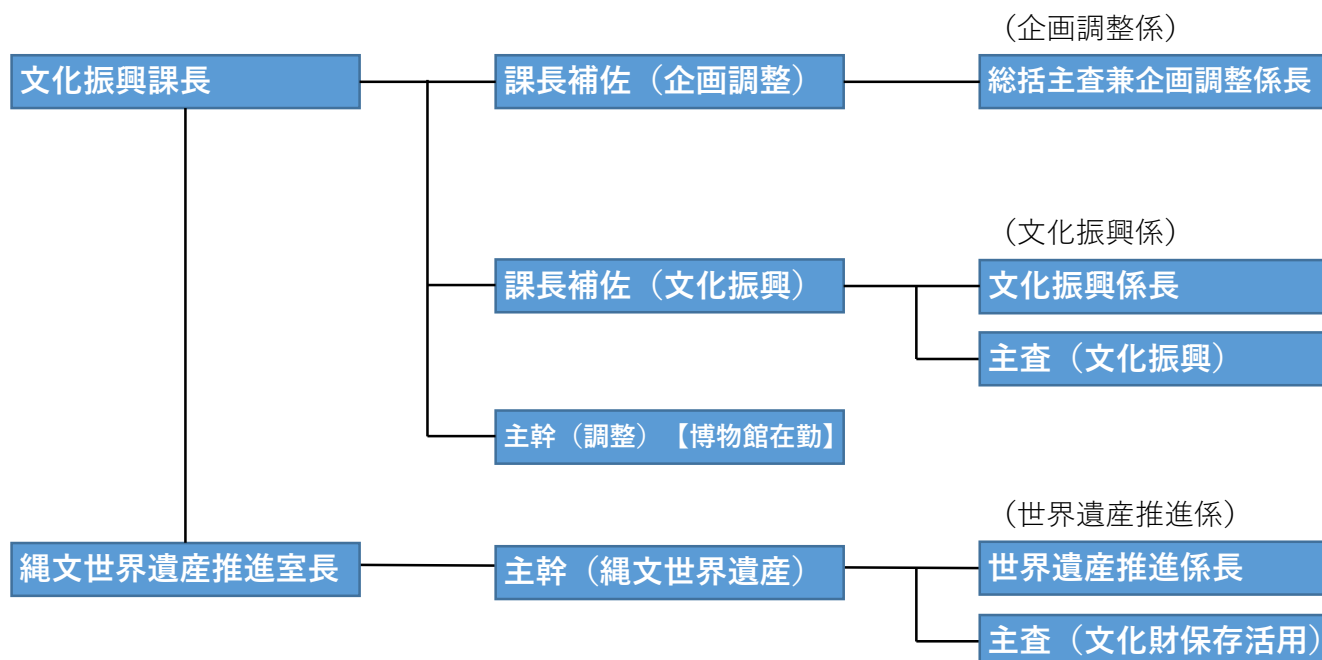 （企画調整係）
文化振興課長
課長補佐（企画調整）
総括主査兼企画調整係長
（文化振興係）
課長補佐（文化振興）
文化振興係長
主査（文化振興）
主幹（調整）【博物館在勤】
（世界遺産推進係）
縄文世界遺産推進室長
主幹（縄文世界遺産）
世界遺産推進係長
主査（文化財保存活用）